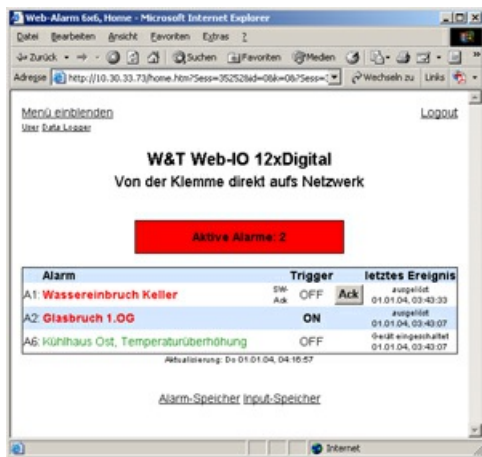 Web-Alarm 6x6, Home - Microsoft Internet Explorer
Datei Bearbeiten Ansicht Favoriten Extras ?
Zurück Suchen Favoriten Medien
Adresse http://10.30.33.73/home.htm?Sess=
Wechseln zu Links
Menü einblenden Logout
User Data Logger
W&T Web-IO 12xDigital
Von der Klemme direkt aufs Netzwerk
Aktive Alarme: 2
Alarm Trigger letztes Ereignis
A1: Wassereinbruch Keller SW-Ack OFF Ack ausgelöst 01.01.04, 03:43:33
A2: Glasbruch 1.OG ON ausgelöst 01.01.04, 03:43:07
A6: Kühlhaus Ost, Temperaturüberhöhung OFF Gerät eingeschaltet 01.01.04, 03:43:07
Aktualisierung: Do 01.01.04, 04:16:57
Alarm-Speicher Input-Speicher
Internet